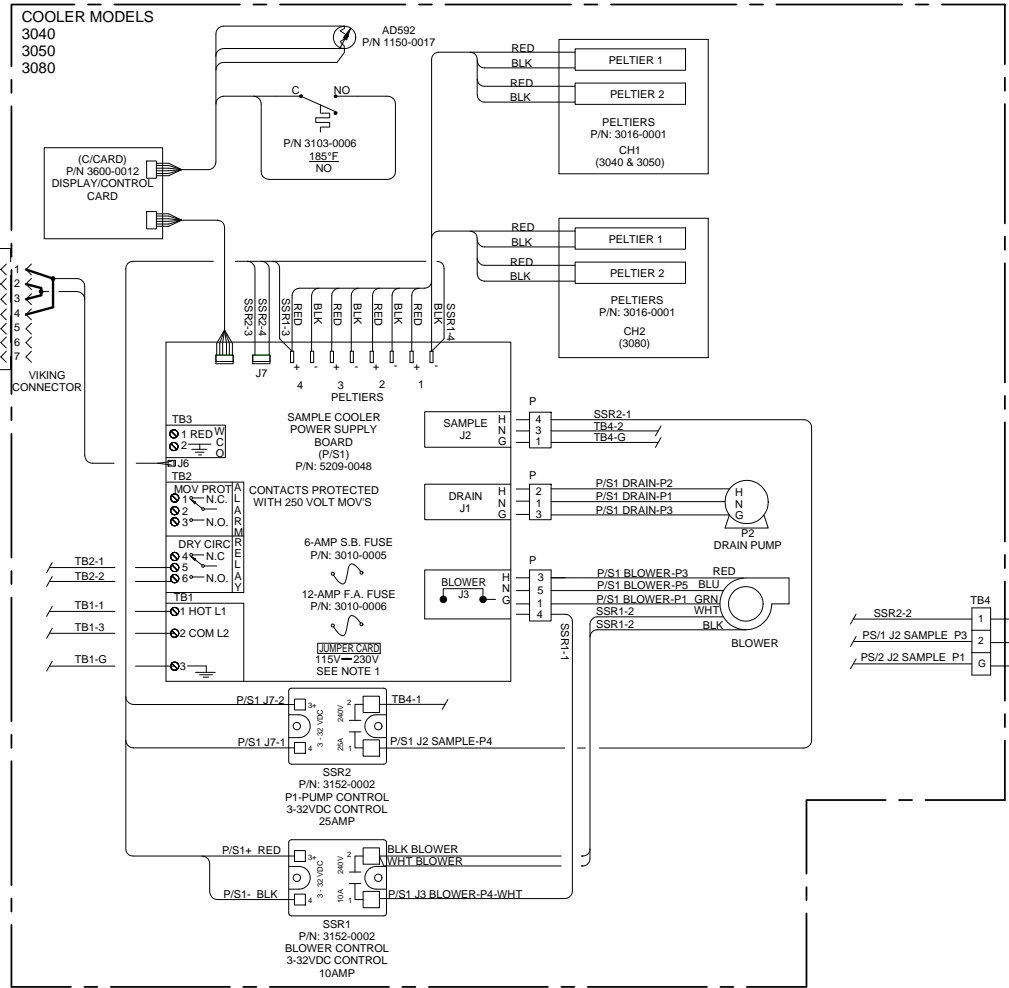 COOLER MODELS
3040
3050
3080
AD592
P/N 1150-0017
C
NO
P/N 3103-0006
185°F
NO
(C/CARD)
P/N 3600-0012
DISPLAY/CONTROL
CARD
RED
BLK
RED
BLK
PELTIER 1
PELTIER 2
PELTIERS
P/N: 3016-0001
CH1
(3040 & 3050)
RED
BLK
RED
BLK
PELTIER 1
PELTIER 2
PELTIERS
P/N: 3016-0001
CH2
(3080)
1
2
3
4
5
6
7
VIKING
CONNECTOR
SSR2-3
SSR2-4
SSR1-3
RED
BLK
RED
BLK
RED
BLK
RED
BLK
SSR1-4
J7
+ - + - + - + -
4 3 2 1
PELTIERS
SAMPLE COOLER
POWER SUPPLY
BOARD
(P/S1)
P/N: 5209-0048
TB3
1 RED
2
WCO
J6
TB2
MOV PROT
1 N.C.
2
3 N.O.
DRY CIRC
4 N.C
5
6 N.O.
ALARM RELAY
CONTACTS PROTECTED
WITH 250 VOLT MOV'S
6-AMP S.B. FUSE
P/N: 3010-0005
12-AMP F.A. FUSE
P/N: 3010-0006
JUMPER CARD
115V 230V
SEE NOTE 1
TB1
1 HOT L1
2 COM L2
3
TB2-1
TB2-2
TB1-1
TB1-3
TB1-G
SAMPLE
J2
H
N
G
P
4
3
1
SSR2-1
TB4-2
TB4-G
DRAIN
J1
H
N
G
P
2
1
3
P/S1 DRAIN-P2
P/S1 DRAIN-P1
P/S1 DRAIN-P3
H
N
G
P2
DRAIN PUMP
BLOWER
J3
H
N
G
P
3
5
1
4
P/S1 BLOWER-P3 RED
P/S1 BLOWER-P5 BLU
P/S1 BLOWER-P1 GRN
SSR1-2 WHT
SSR1-2 BLK
BLOWER
SSR1-1
TB4
SSR2-2 1
PS/1 J2 SAMPLE P3 2
PS/2 J2 SAMPLE P1 G
P/S1 J7-2
P/S1 J7-1
3+
4
3 - 32 VDC
240V
25A
2
1
TB4-1
P/S1 J2 SAMPLE-P4
SSR2
P/N: 3152-0002
P1-PUMP CONTROL
3-32VDC CONTROL
25AMP
P/S1+ RED
P/S1- BLK
3+
4
3 - 32 VDC
240V
10A
2
1
BLK BLOWER
WHT BLOWER
P/S1 J3 BLOWER-P4-WHT
SSR1
P/N: 3152-0002
BLOWER CONTROL
3-32VDC CONTROL
10AMP